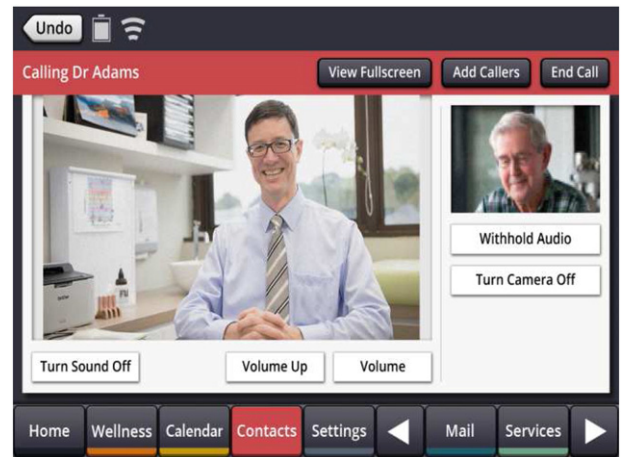 Undo
Calling Dr Adams View Fullscreen Add Callers End Call
Withhold Audio
Turn Camera Off
Turn Sound Off Volume Up Volume
Home Wellness Calendar Contacts Settings Mail Services